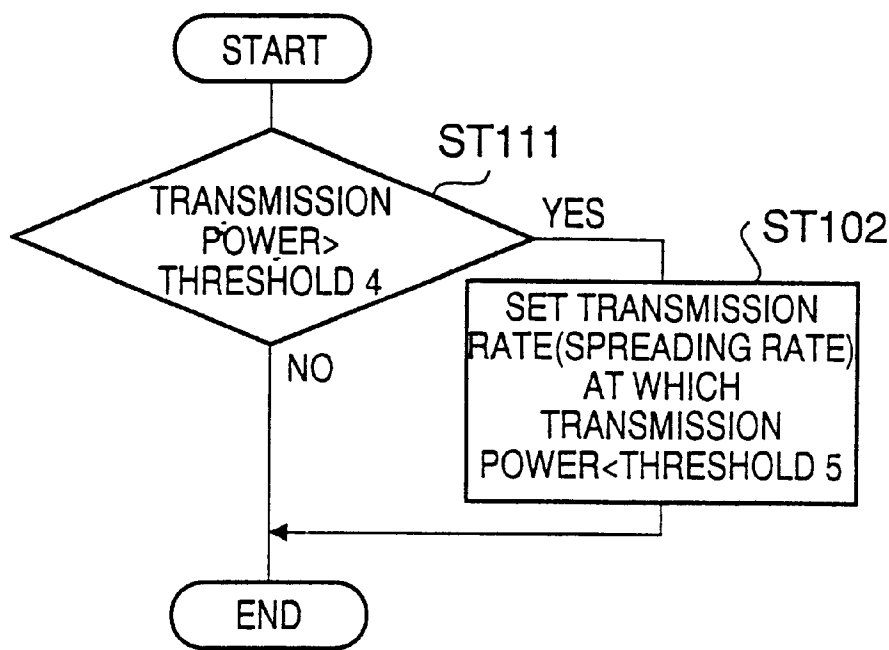 START
ST111
TRANSMISSION
POWER>
THRESHOLD 4
YES
ST102
SET TRANSMISSION
RATE(SPREADING RATE)
AT WHICH
TRANSMISSION
POWER<THRESHOLD 5
NO
END